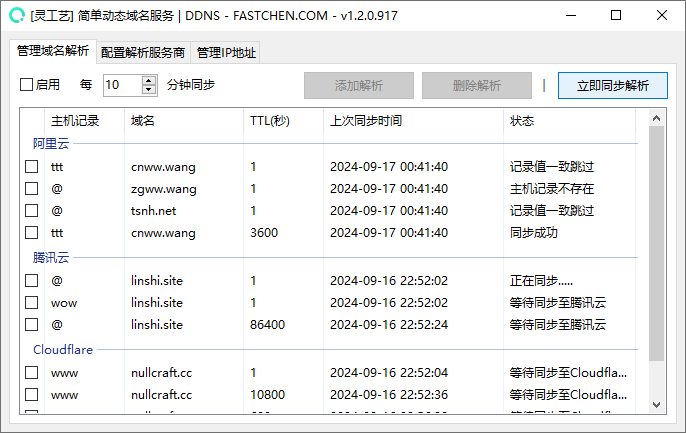 [灵工艺] 简单动态域名服务 | DDNS - FASTCHEN.COM - v1.2.0.917
管理域名解析 配置解析服务商 管理IP地址
启用 每 10 分钟同步 添加解析 删除解析 | 立即同步解析
主机记录 域名 TTL(秒) 上次同步时间 状态
阿里云
ttt cnww.wang 1 2024-09-17 00:41:40 记录值一致跳过
@ zgww.wang 1 2024-09-17 00:41:40 主机记录不存在
@ tsnh.net 1 2024-09-17 00:41:40 记录值一致跳过
ttt cnww.wang 3600 2024-09-17 00:41:40 同步成功
腾讯云
@ linshi.site 1 2024-09-16 22:52:02 正在同步.....
wow linshi.site 1 2024-09-16 22:52:02 等待同步至腾讯云
@ linshi.site 86400 2024-09-16 22:52:24 等待同步至腾讯云
Cloudflare
www nullcraft.cc 1 2024-09-16 22:52:04 等待同步至Cloudfla...
www nullcraft.cc 10800 2024-09-16 22:52:36 等待同步至Cloudfla...